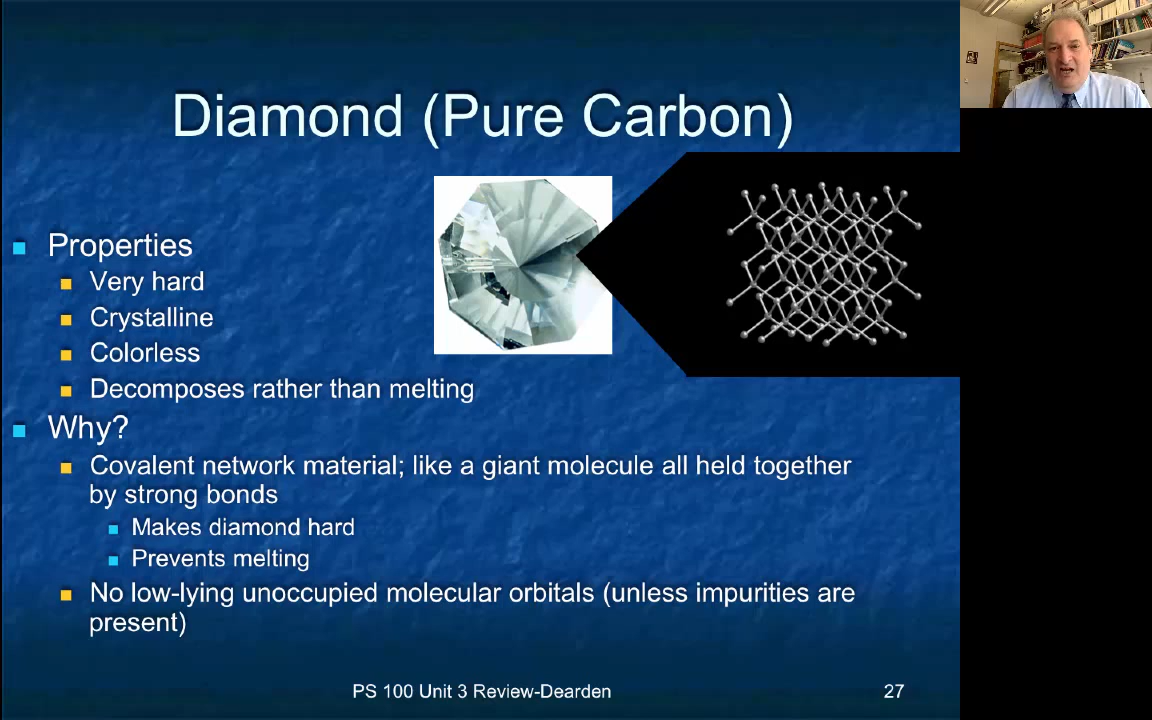 Diamond (Pure Carbon)
Properties
Very hard
Crystalline
Colorless
Decomposes rather than melting
Why?
Covalent network material; like a giant molecule all held together
by strong bonds
Makes diamond hard
Prevents melting
No low-lying unoccupied molecular orbitals (unless impurities are
present)
PS 100 Unit 3 Review-Dearden
27